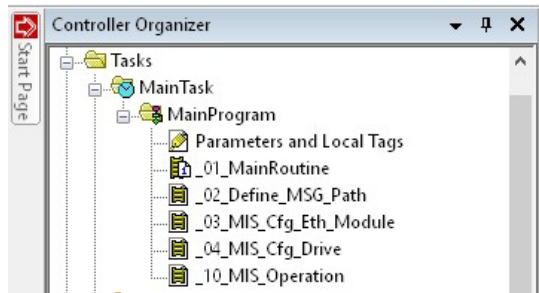 Start Page
Controller Organizer
Tasks
MainTask
MainProgram
Parameters and Local Tags
_01_MainRoutine
_02_Define_MSG_Path
_03_MIS_Cfg_Eth_Module
_04_MIS_Cfg_Drive
_10_MIS_Operation